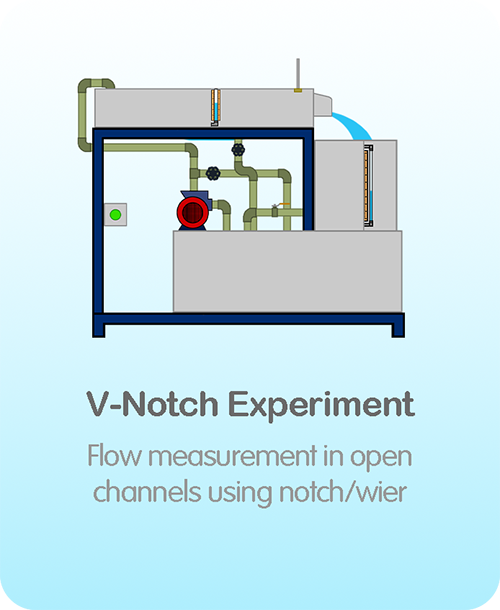 V-Notch Experiment
Flow measurement in open
channels using notch/wier